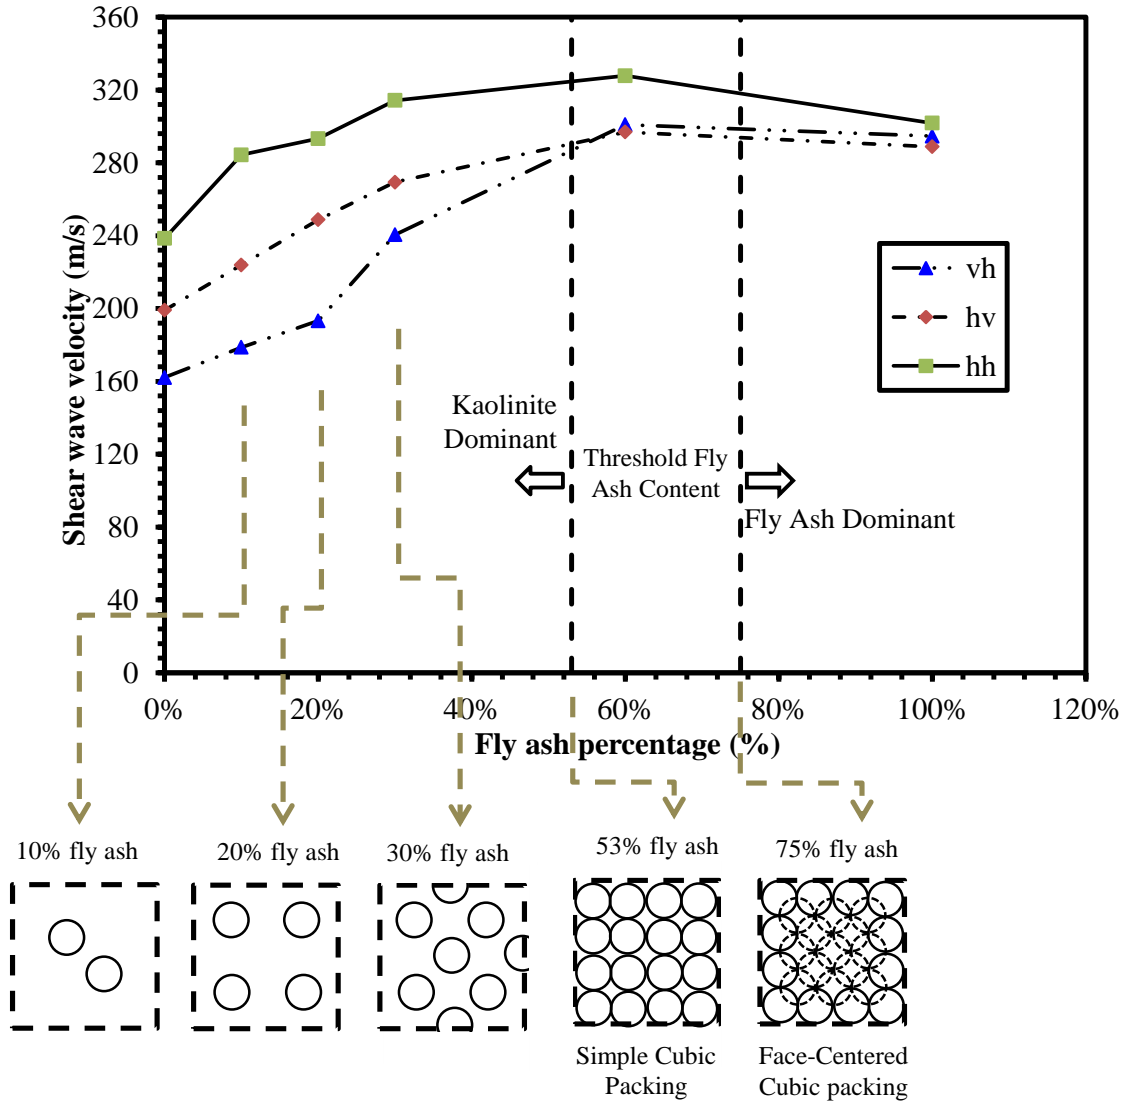 360
320
280
240
200
160
120
80
40
0
Shear wave velocity (m/s)
vh
hv
hh
Kaolinite
Dominant
Threshold Fly
Ash Content
Fly Ash Dominant
0%
20%
40%
60%
80%
100%
120%
Fly ash percentage (%)
10% fly ash
20% fly ash
30% fly ash
53% fly ash
75% fly ash
Simple Cubic
Packing
Face-Centered
Cubic packing